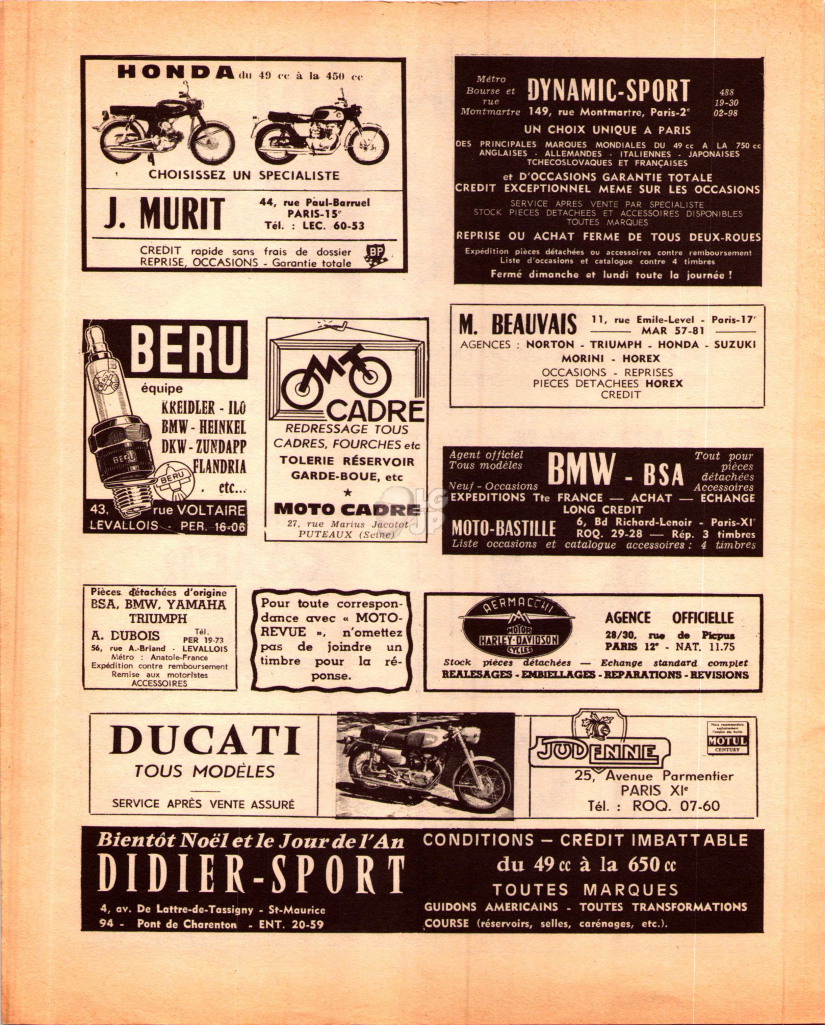 HONDA du 49 cc à la 450 cc
CHOISISSEZ UN SPECIALISTE
J. MURIT
44, rue Paul-Barruel
PARIS-15e
Tél. : LEC. 60-53
CREDIT rapide sans frais de dossier
REPRISE, OCCASIONS - Garantie totale
BP
Métro
Bourse et
rue
Montmartre
DYNAMIC-SPORT
149, rue Montmartre, Paris-2e
488
19-30
02-98
UN CHOIX UNIQUE A PARIS
DES PRINCIPALES MARQUES MONDIALES DU 49 cc A LA 750 cc
ANGLAISES - ALLEMANDES - ITALIENNES - JAPONAISES
TCHECOSLOVAQUES ET FRANÇAISES
et D'OCCASIONS GARANTIE TOTALE
CREDIT EXCEPTIONNEL MEME SUR LES OCCASIONS
SERVICE APRES VENTE PAR SPECIALISTE
STOCK PIECES DETACHEES ET ACCESSOIRES DISPONIBLES
TOUTES MARQUES
REPRISE OU ACHAT FERME DE TOUS DEUX-ROUES
Expédition pièces détachées ou accessoires contre remboursement
Liste d'occasions et catalogue contre 4 timbres
Fermé dimanche et lundi toute la journée !
BERU
équipe
KREIDLER - ILO
BMW - HEINKEL
DKW - ZUNDAPP
FLANDRIA
. etc...
BERU
BERU
43, rue VOLTAIRE
LEVALLOIS - PER. 16-06
MOTO
CADRE
REDRESSAGE TOUS
CADRES, FOURCHES etc
TOLERIE RÉSERVOIR
GARDE-BOUE, etc
★
MOTO CADRE
27, rue Marius Jacotot
PUTEAUX (Seine)
M. BEAUVAIS
11, rue Emile-Level - Paris-17e
MAR 57-81
AGENCES : NORTON - TRIUMPH - HONDA - SUZUKI
MORINI - HOREX
OCCASIONS - REPRISES
PIECES DETACHEES HOREX
CREDIT
Agent officiel
Tous modèles
Neuf - Occasions
BMW - BSA
Tout pour
pièces
détachées
Accessoires
EXPEDITIONS Tte FRANCE — ACHAT — ECHANGE
LONG CREDIT
MOTO-BASTILLE
6, Bd Richard-Lenoir - Paris-XIe
ROQ. 29-28 — Rép. 3 timbres
Liste occasions et catalogue accessoires : 4 timbres
Pièces détachées d'origine
BSA, BMW, YAMAHA
TRIUMPH
A. DUBOIS
Tél.
PER 19-73
56, rue A.-Briand - LEVALLOIS
Métro : Anatole-France
Expédition contre remboursement
Remise aux motoristes
ACCESSOIRES
Pour toute correspon-
dance avec « MOTO-
REVUE », n'omettez
pas de joindre un
timbre pour la ré-
ponse.
AERMACCHI
MOTOR
HARLEY-DAVIDSON
CYCLES
AGENCE OFFICIELLE
28/30, rue de Picpus
PARIS 12e - NAT. 11.75
Stock pièces détachées — Echange standard complet
REALESAGES - EMBIELLAGES - REPARATIONS - REVISIONS
DUCATI
TOUS MODÈLES
SERVICE APRÈS VENTE ASSURÉ
JUDENNE
MOTUL
CENTURY
25, Avenue Parmentier
PARIS XIe
Tél. : ROQ. 07-60
Bientôt Noël et le Jour de l'An
DIDIER-SPORT
4, av. De Lattre-de-Tassigny - St-Maurice
94 - Pont de Charenton - ENT. 20-59
CONDITIONS — CRÉDIT IMBATTABLE
du 49 cc à la 650 cc
TOUTES MARQUES
GUIDONS AMERICAINS - TOUTES TRANSFORMATIONS
COURSE (réservoirs, selles, carénages, etc.).